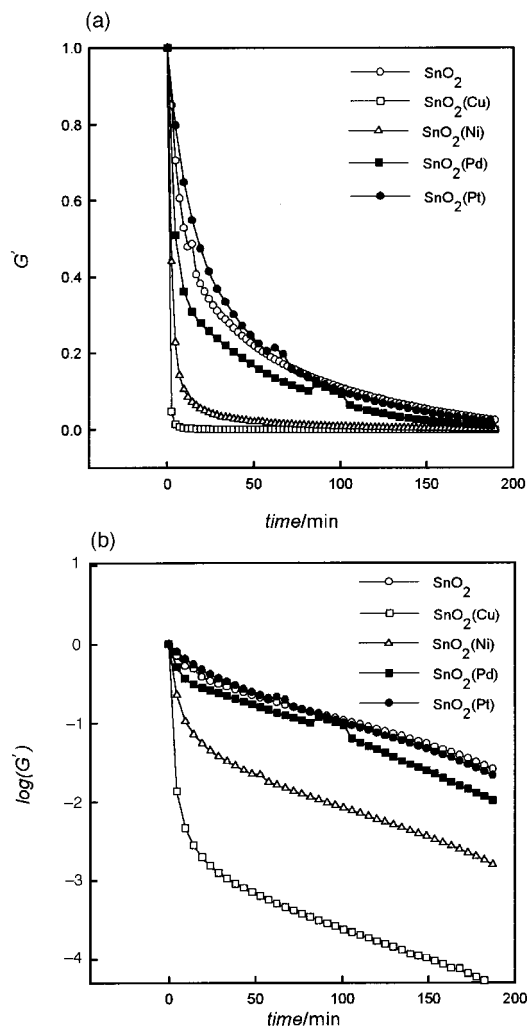 (a)
1.0
0.8
0.6
0.4
0.2
0.0
G'
SnO2
SnO2(Cu)
SnO2(Ni)
SnO2(Pd)
SnO2(Pt)
0 50 100 150 200
time/min
(b)
1
0
−1
−2
−3
−4
log(G')
SnO2
SnO2(Cu)
SnO2(Ni)
SnO2(Pd)
SnO2(Pt)
0 50 100 150 200
time/min